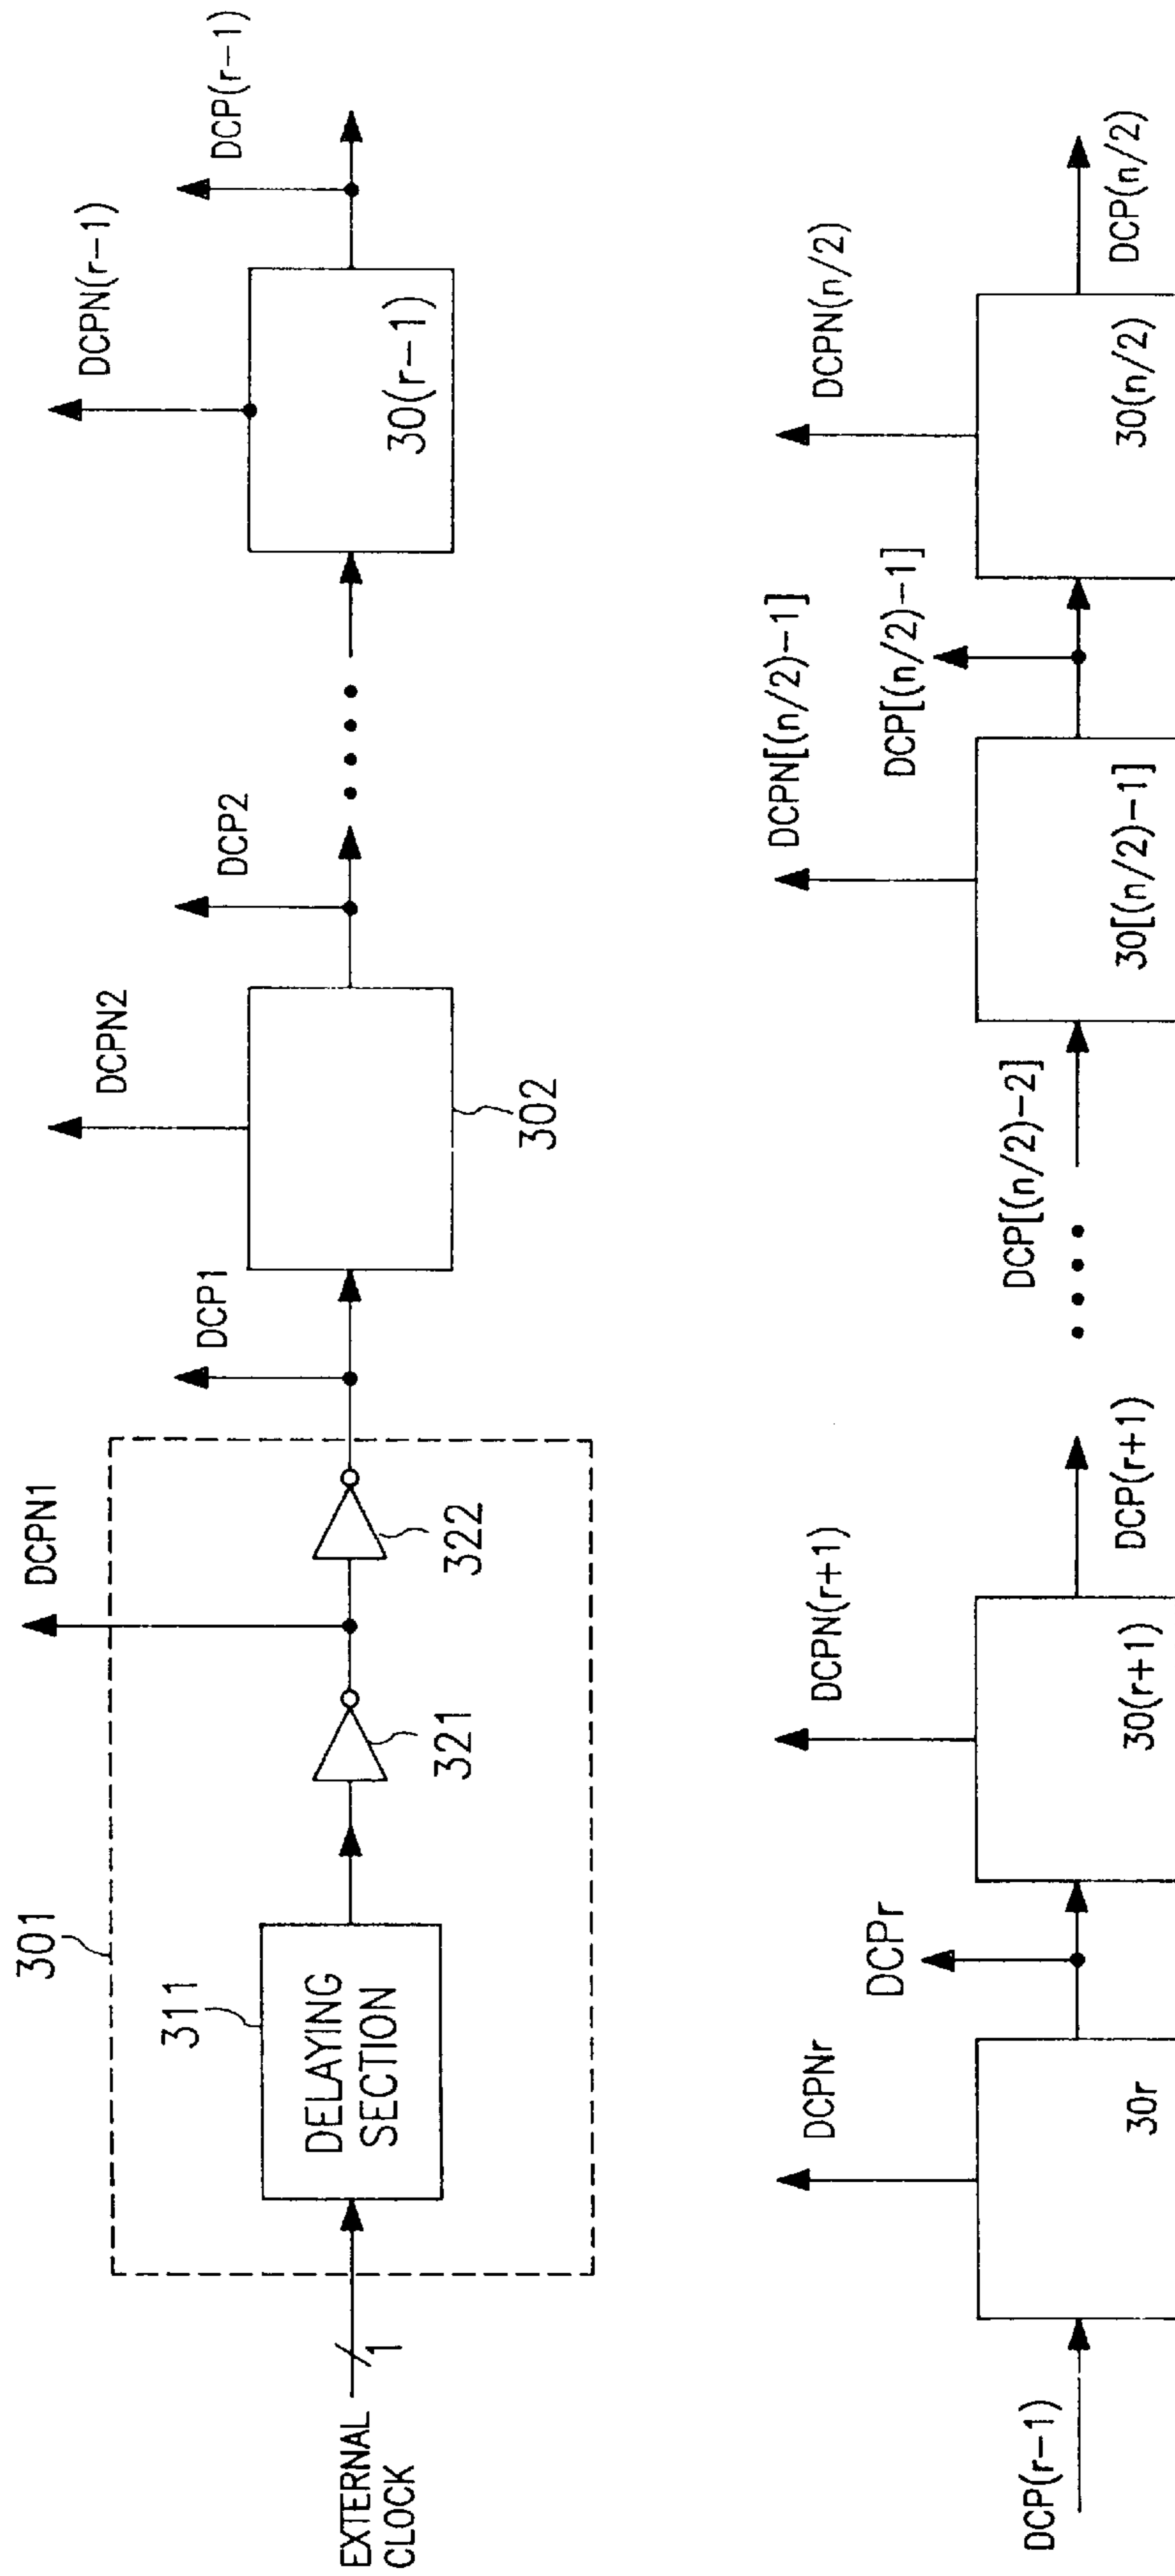 EXTERNAL
CLOCK
1
301
311
DELAYING
SECTION
321
DCPN1
322
DCP1
302
DCPN2
DCP2
30(r−1)
DCPN(r−1)
DCP(r−1)
DCP(r−1)
30r
DCPNr
DCPr
30(r+1)
DCPN(r+1)
DCP(r+1)
DCP[(n/2)−2]
30[(n/2)−1]
DCPN[(n/2)−1]
DCP[(n/2)−1]
30(n/2)
DCPN(n/2)
DCP(n/2)